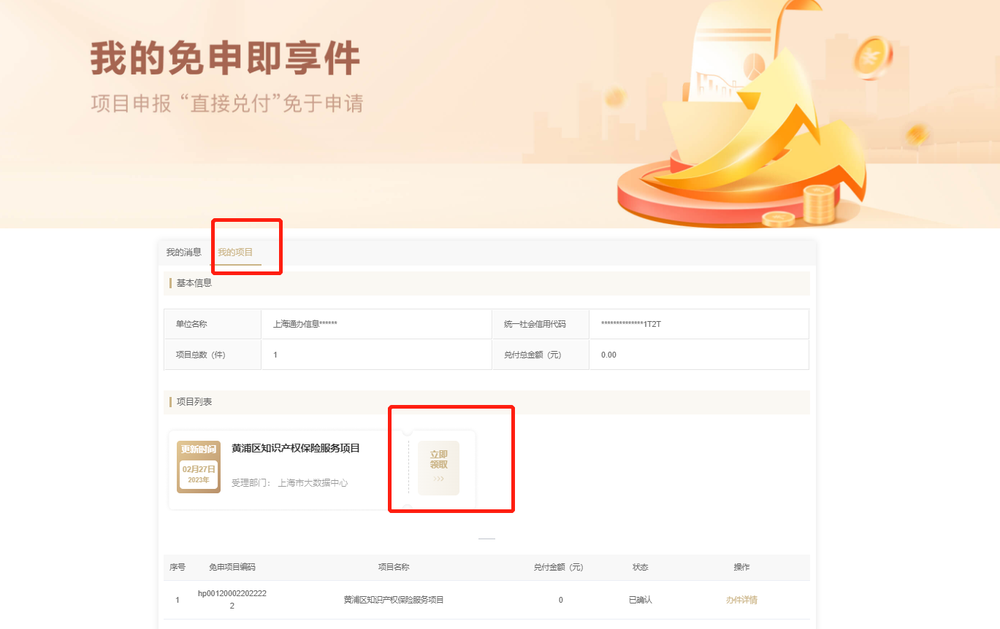 我的免申即享件
项目申报 “直接兑付”免于申请
我的消息 我的项目
基本信息
单位名称 上海通办信息****** 统一社会信用代码 **************1T2T
项目总数（件） 1 兑付总金额（元） 0.00
项目列表
更新时间
02月27日
2023年
黄浦区知识产权保险服务项目
受理部门： 上海市大数据中心
立即
领取
序号 免申项目编码 项目名称 兑付金额（元） 状态 操作
1 hp00120002202222
2 黄浦区知识产权保险服务项目 0 已确认 办件详情